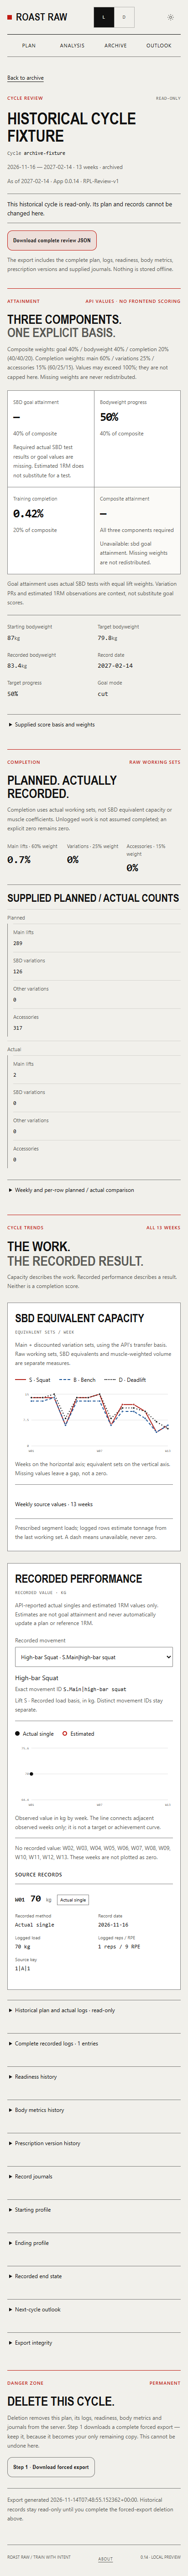 ROAST RAW
L
D
PLAN
ANALYSIS
ARCHIVE
OUTLOOK
Back to archive
CYCLE REVIEW
READ-ONLY
HISTORICAL CYCLE
FIXTURE
Cycle archive-fixture
2026-11-16 — 2027-02-14 · 13 weeks · archived
As of 2027-02-14 · App 0.0.14 · RPL-Review-v1
This historical cycle is read-only. Its plan and records cannot be
changed here.
Download complete review JSON
The export includes the complete plan, logs, readiness, body metrics,
description versions and supplied journals. Nothing is stored offline.
ATTAINMENT
API VALUES · NO FRONTEND SCORING
THREE COMPONENTS.
ONE EXPLICIT BASIS.
Composite weights: goal 40% / bodyweight 40% / completion 20%
(40/40/20). Completion weights: main 60% / variations 25% /
accessories 15% (60/25/15). Values may exceed 100%; they are not
capped here. Missing weights are never redistributed.
SBD goal attainment
—
40% of composite
Required actual SBD test
results or goal values are
missing. Estimated 1RM does
not substitute for a test.
Bodyweight progress
50%
40% of composite
Training completion
0.42%
20% of composite
Composite attainment
—
All three components required
Unavailable: sbd goal
attainment. Missing weights
are not redistributed.
Goal attainment uses actual SBD tests with equal lift weights. Variation
PRs and estimated 1RM observations are context, not substitute goal
scores.
Starting bodyweight
87kg
Target bodyweight
79.8kg
Recorded bodyweight
83.4kg
Record date
2027-02-14
Target progress
50%
Goal mode
cut
Supplied score basis and weights
COMPLETION
RAW WORKING SETS
PLANNED. ACTUALLY
RECORDED.
Completion uses actual working sets, not SBD equivalent capacity or
muscle coefficients. Unlogged work is not assumed completed: an
explicit zero remains zero.
Main lifts · 60% weight
0.7%
Variations · 25% weight
0%
Accessories · 15%
weight
0%
SUPPLIED PLANNED / ACTUAL COUNTS
Planned
Main lifts
289
SBD variations
126
Other variations
0
Accessories
317
Actual
Main lifts
2
SBD variations
0
Other variations
0
Accessories
0
Weekly and per-row planned / actual comparison
CYCLE TRENDS
ALL 13 WEEKS
THE WORK.
THE RECORDED RESULT.
Capacity describes the work. Recorded performance describes a result.
Neither is a completion score.
SBD EQUIVALENT CAPACITY
EQUIVALENT SETS / WEEK
Main + discounted variation sets, using the API's transfer basis.
Raw working sets, SBD equivalents and muscle-weighted volume
are separate measures.
S · Squat
B · Bench
D · Deadlift
Weeks on the horizontal axis; equivalent sets on the vertical axis.
Missing values leave a gap, not a zero.
Weekly source values · 13 weeks
Prescribed segment loads; logged rows estimate tonnage from
the last working set. A dash means unavailable, never zero.
RECORDED PERFORMANCE
RECORDED VALUE · KG
API-reported actual singles and estimated 1RM values only.
Estimates are not goal attainment and never automatically
update a plan or reference 1RM.
Recorded movement
High-bar Squat · S.Main|high-bar squat
High-bar Squat
Exact movement ID S.Main|high-bar squat
Lift S · Recorded load basis, in kg. Distinct movement IDs stay
separate.
Actual single
Estimated
Observed value in kg by week. The line connects adjacent
observed weeks only; it is not a target or achievement curve.
No recorded value: W02, W03, W04, W05, W06, W07, W08, W09,
W10, W11, W12, W13. These weeks are not plotted as zero.
SOURCE RECORDS
W01 70 kg Actual single
Recorded method
Actual single
Record date
2026-11-16
Logged load
70 kg
Logged reps / RPE
1 reps / 9 RPE
Source key
1|A|1
Historical plan and actual logs · read-only
Complete recorded logs · 1 entries
Readiness history
Body metrics history
Prescription version history
Record journals
Starting profile
Ending profile
Recorded end state
Next-cycle outlook
Export integrity
DANGER ZONE
PERMANENT
DELETE THIS CYCLE.
Deletion removes this plan, its logs, readiness, body metrics and
journals from the server. Step 1 downloads a complete forced export —
keep it, because it becomes your only remaining copy. This cannot be
undone here.
Step 1 · Download forced export
Export generated 2026-11-14T07:48:55.152362+00:00. Historical
records stay read-only until you complete the forced-export deletion
above.
ROAST RAW / TRAIN WITH INTENT
ABOUT
0.14 · LOCAL PREVIEW